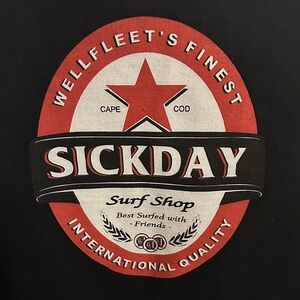 WELLFLEET'S FINEST
CAPE COD
SICKDAY
Surf Shop
Best Surfed with
- Friends -
INTERNATIONAL QUALITY